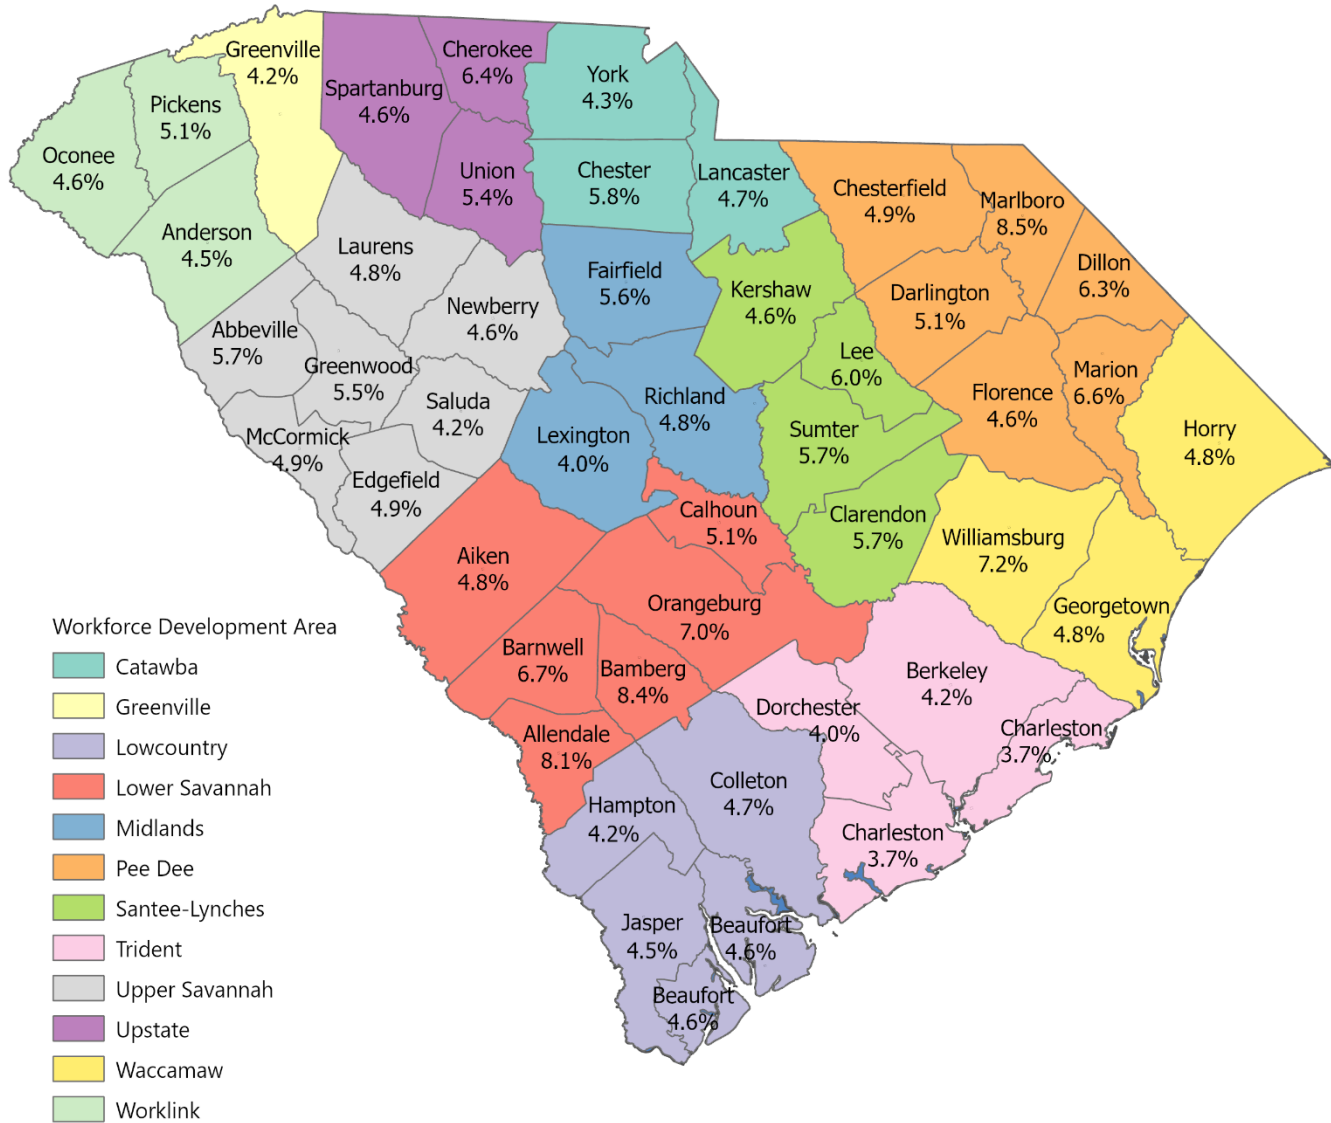 Greenville
4.2%
Spartanburg
4.6%
Cherokee
6.4%
York
4.3%
Pickens
5.1%
Oconee
4.6%
Union
5.4%
Chester
5.8%
Lancaster
4.7%
Chesterfield
4.9%
Marlboro
8.5%
Anderson
4.5%
Laurens
4.8%
Fairfield
5.6%
Kershaw
4.6%
Darlington
5.1%
Dillon
6.3%
Abbeville
5.7%
Newberry
4.6%
Greenwood
5.5%
Lee
6.0%
Marion
6.6%
Saluda
4.2%
Richland
4.8%
Florence
4.6%
McCormick
4.9%
Lexington
4.0%
Sumter
5.7%
Horry
4.8%
Edgefield
4.9%
Calhoun
5.1%
Clarendon
5.7%
Williamsburg
7.2%
Aiken
4.8%
Orangeburg
7.0%
Georgetown
4.8%
Barnwell
6.7%
Bamberg
8.4%
Berkeley
4.2%
Dorchester
4.0%
Charleston
3.7%
Allendale
8.1%
Colleton
4.7%
Hampton
4.2%
Charleston
3.7%
Jasper
4.5%
Beaufort
4.6%
Beaufort
4.6%
Workforce Development Area
Catawba
Greenville
Lowcountry
Lower Savannah
Midlands
Pee Dee
Santee-Lynches
Trident
Upper Savannah
Upstate
Waccamaw
Worklink